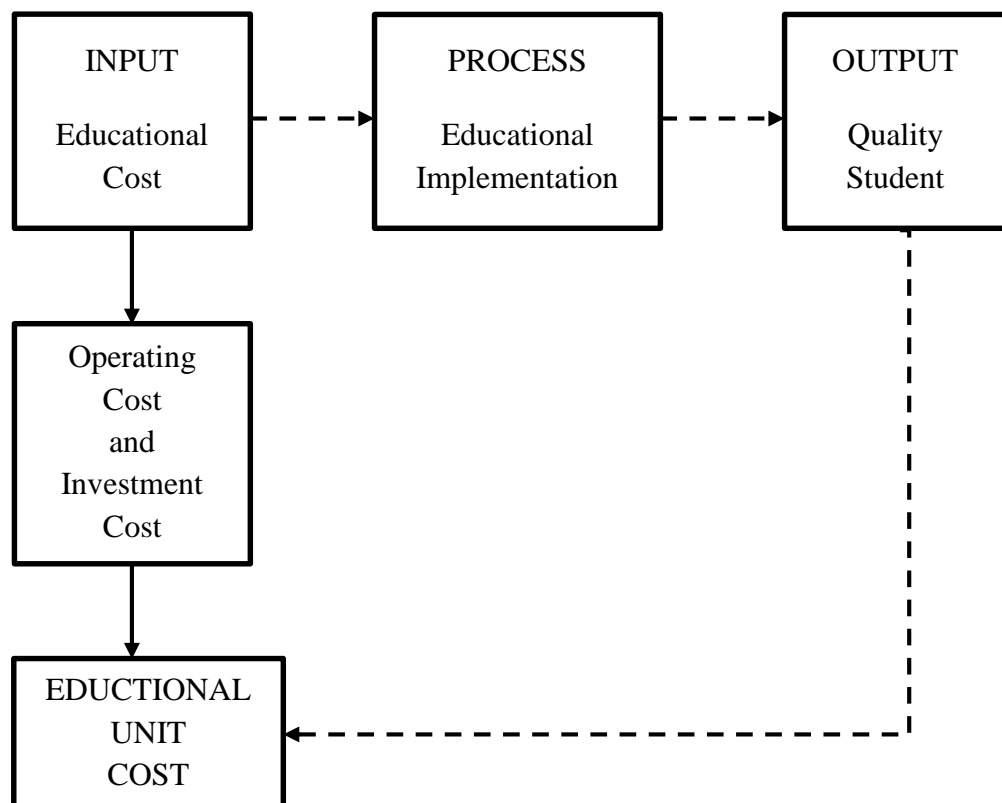 INPUT
Educational
Cost
PROCESS
Educational
Implementation
OUTPUT
Quality
Student
Operating
Cost
and
Investment
Cost
EDUCTIONAL
UNIT
COST